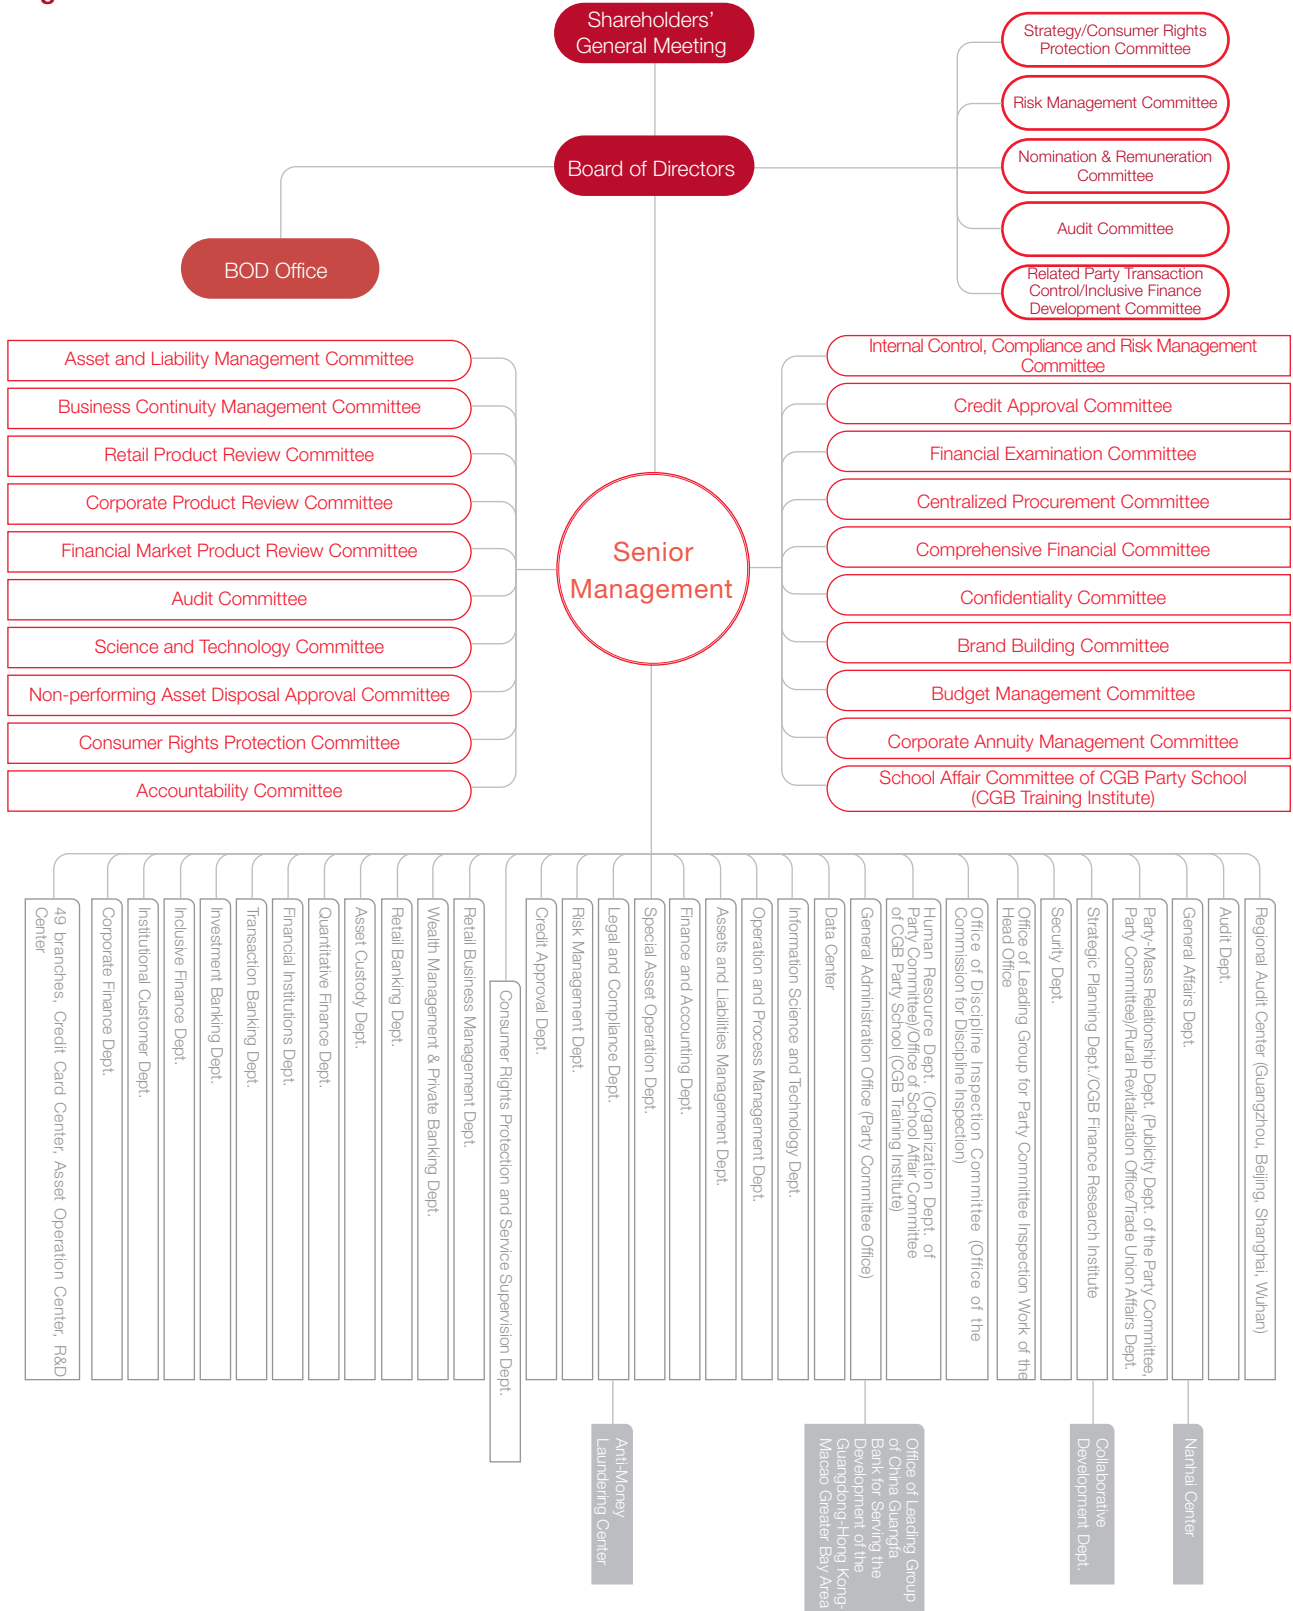 Shareholders’
General Meeting
Strategy/Consumer Rights
Protection Committee
Risk Management Committee
Board of Directors
Nomination & Remuneration
Committee
Audit Committee
BOD Office
Related Party Transaction
Control/Inclusive Finance
Development Committee
Asset and Liability Management Committee
Business Continuity Management Committee
Retail Product Review Committee
Corporate Product Review Committee
Financial Market Product Review Committee
Audit Committee
Science and Technology Committee
Non-performing Asset Disposal Approval Committee
Consumer Rights Protection Committee
Accountability Committee
Senior
Management
Internal Control, Compliance and Risk Management
Committee
Credit Approval Committee
Financial Examination Committee
Centralized Procurement Committee
Comprehensive Financial Committee
Confidentiality Committee
Brand Building Committee
Budget Management Committee
Corporate Annuity Management Committee
School Affair Committee of CGB Party School
(CGB Training Institute)
49 branches, Credit Card Center, Asset Operation Center, R&D
Center
Corporate Finance Dept.
Institutional Customer Dept.
Inclusive Finance Dept.
Investment Banking Dept.
Transaction Banking Dept.
Financial Institutions Dept.
Quantitative Finance Dept.
Asset Custody Dept.
Retail Banking Dept.
Wealth Management & Private Banking Dept.
Retail Business Management Dept.
Consumer Rights Protection and Service Supervision Dept.
Credit Approval Dept.
Risk Management Dept.
Legal and Compliance Dept.
Special Asset Operation Dept.
Finance and Accounting Dept.
Assets and Liabilities Management Dept.
Operation and Process Management Dept.
Information Science and Technology Dept.
Data Center
General Administration Office (Party Committee Office)
Human Resource Dept. (Organization Dept. of
Party Committee)/Office of School Affair Committee
of CGB Party School (CGB Training Institute)
Office of Discipline Inspection Committee (Office of the
Commission for Discipline Inspection)
Office of Leading Group for Party Committee Inspection Work of the
Head Office
Security Dept.
Strategic Planning Dept./CGB Finance Research Institute
Party-Mass Relationship Dept. (Publicity Dept. of the Party Committee,
Party Committee)/Rural Revitalization Office/Trade Union Affairs Dept.
General Affairs Dept.
Audit Dept.
Regional Audit Center (Guangzhou, Beijing, Shanghai, Wuhan)
Anti-Money
Laundering Center
Office of Leading Group
of China Guangfa
Bank for Serving the
Development of the
Guangdong-Hong Kong-
Macao Greater Bay Area
Collaborative
Development Dept.
Nanhai Center